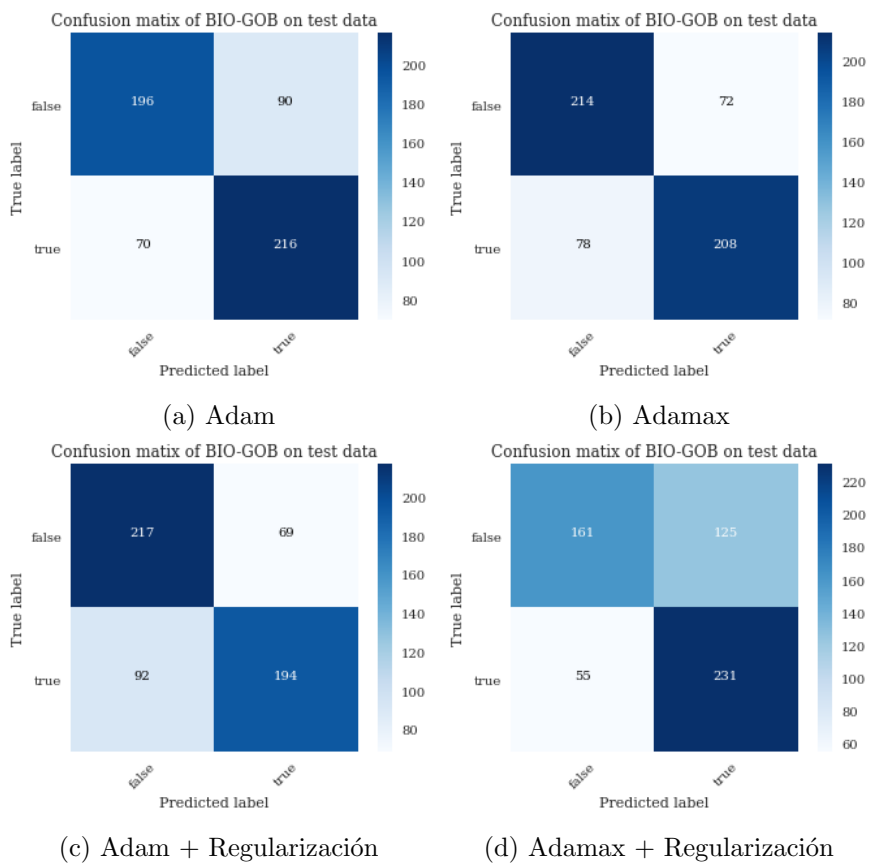 Confusion matix of BIO-GOB on test data
200
false
196
90
180
160
True label
140
120
true
70
216
100
80
false
true
Predicted label
(a) Adam
Confusion matix of BIO-GOB on test data
200
false
214
72
180
160
True label
140
120
true
78
208
100
80
false
true
Predicted label
(b) Adamax
Confusion matix of BIO-GOB on test data
200
false
217
69
180
160
True label
140
120
true
92
194
100
80
false
true
Predicted label
(c) Adam + Regularización
Confusion matix of BIO-GOB on test data
220
200
false
161
125
180
160
True label
140
120
true
55
231
100
80
60
false
true
Predicted label
(d) Adamax + Regularización